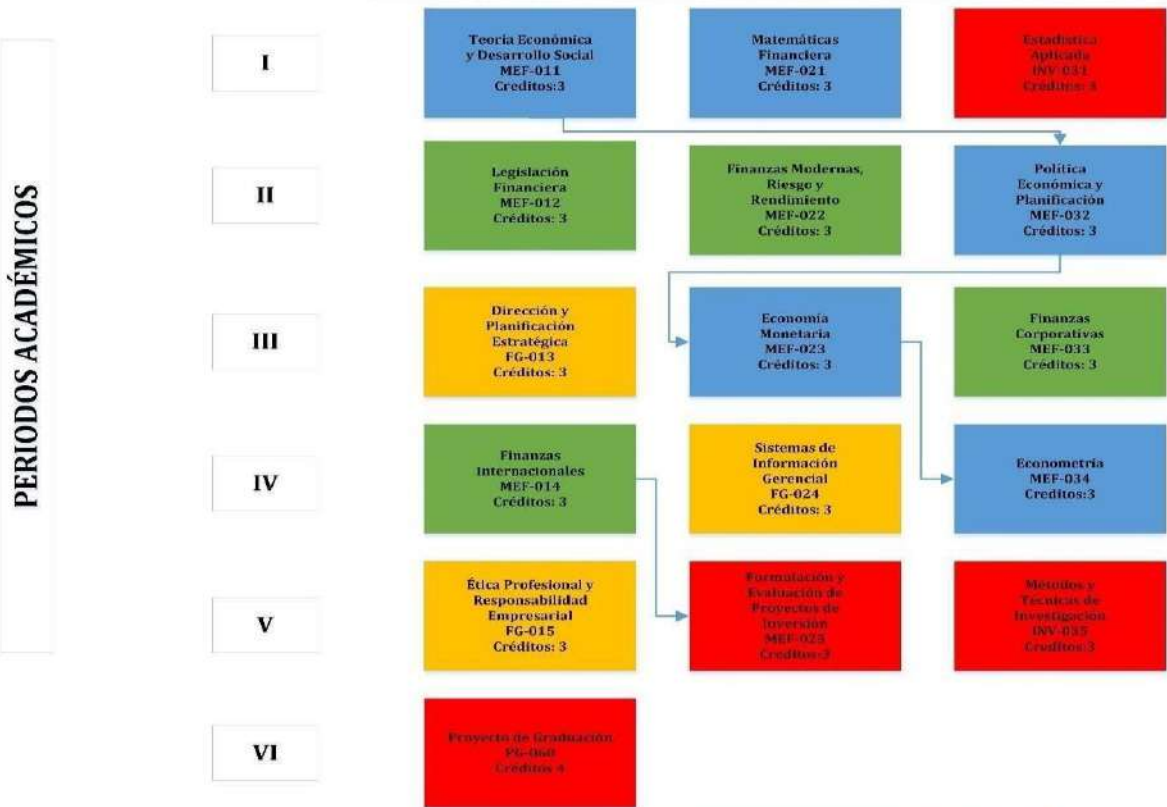 PERIODOS ACADÉMICOS
I
Teoría Económica
y Desarrollo Social
MEF-011
Creditos:3
Matemáticas
Financiera
MEF-021
Créditos: 3
Estadística
Aplicada
INV-031
Créditos: 3
II
Legislación
Financiera
MEF-012
Créditos: 3
Finanzas Modernas,
Riesgo y
Rendimiento
MEF-022
Créditos: 3
Política
Económica y
Planificación
MEF-032
Créditos: 3
III
Dirección y
Planificación
Estratégica
FG-013
Créditos: 3
Economía
Monetaria
MEF-023
Créditos: 3
Finanzas
Corporativas
MEF-033
Créditos: 3
IV
Finanzas
Internacionales
MEF-014
Créditos: 3
Sistemas de
Información
Gerencial
FG-024
Créditos: 3
Econometría
MEF-034
Creditos:3
V
Ética Profesional y
Responsabilidad
Empresarial
FG-015
Créditos: 3
Formulación y
Evaluación de
Proyectos de
Inversión
MEF-025
Creditos:3
Métodos y
Técnicas de
Investigación
INV-035
Creditos:3
VI
Proyecto de Graduación
PG-060
Créditos 4